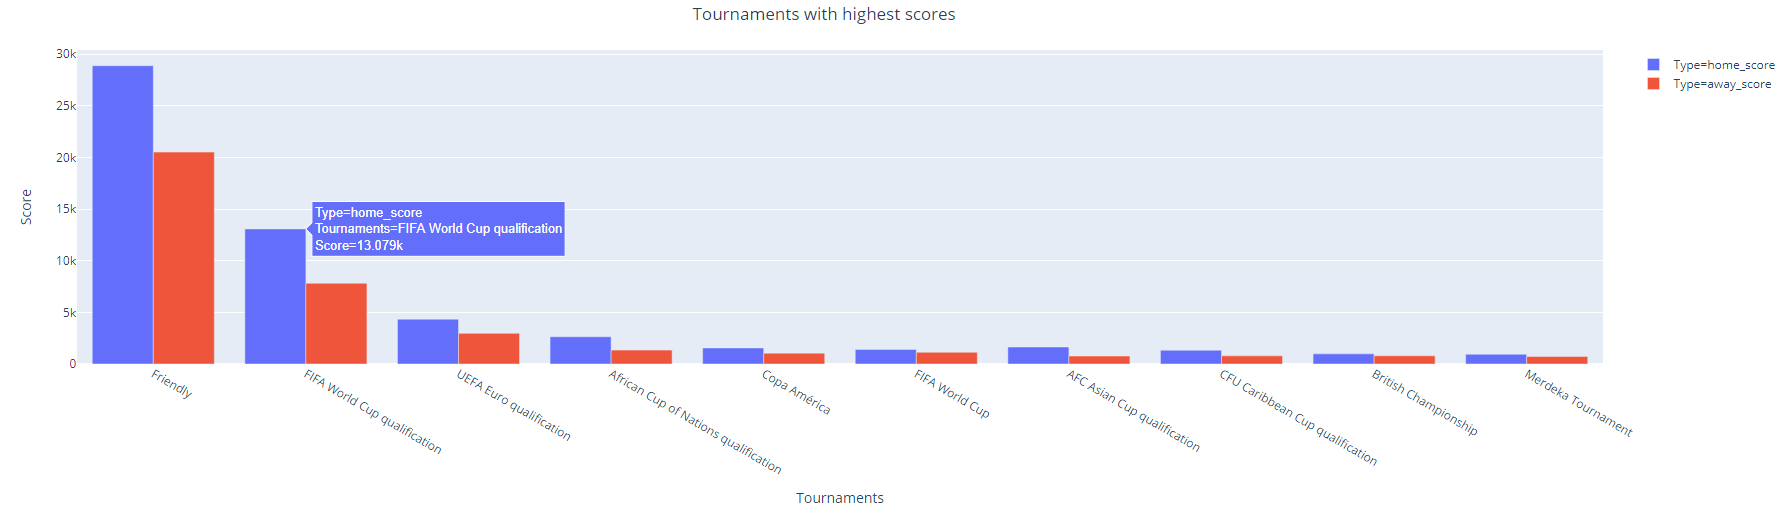 Tournaments with highest scores
30k
25k
20k
15k
10k
5k
0
Score
Type=home_score
Type=away_score
Type=home_score
Tournaments=FIFA World Cup qualification
Score=13.079k
Friendly
FIFA World Cup qualification
UEFA Euro qualification
African Cup of Nations qualification
Copa América
FIFA World Cup
AFC Asian Cup qualification
CFU Caribbean Cup qualification
British Championship
Merdeka Tournament
Tournaments